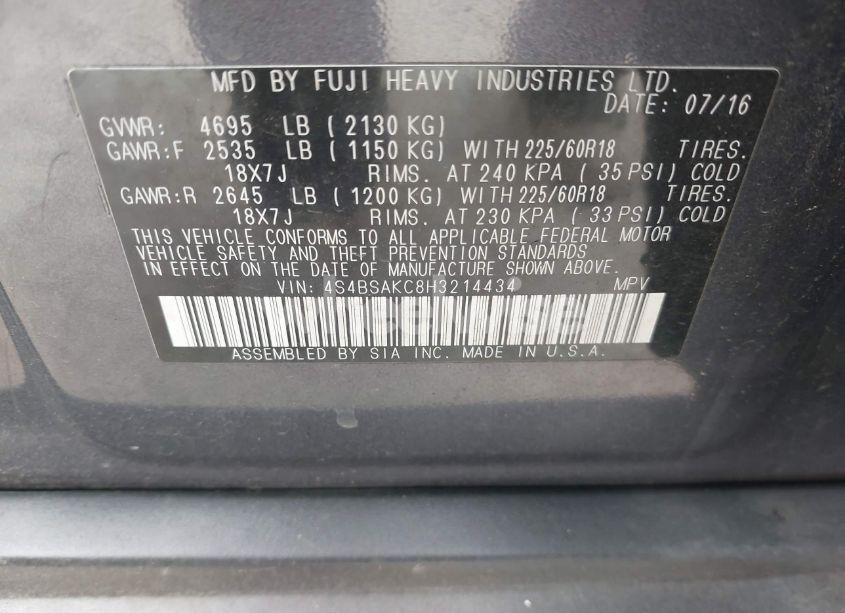 MFD BY FUJI HEAVY INDUSTRIES LTD.
DATE: 07/16
GVWR: 4695 LB ( 2130 KG)
GAWR:F 2535 LB ( 1150 KG) WITH 225/60R18 TIRES.
18X7J RIMS. AT 240 KPA ( 35 PSI) COLD
GAWR:R 2645 LB ( 1200 KG) WITH 225/60R18 TIRES.
18X7J RIMS. AT 230 KPA ( 33 PSI) COLD
THIS VEHICLE CONFORMS TO ALL APPLICABLE FEDERAL MOTOR
VEHICLE SAFETY AND THEFT PREVENTION STANDARDS
IN EFFECT ON THE DATE OF MANUFACTURE SHOWN ABOVE.
VIN: 4S4BSAKC8H3214434 MPV
ASSEMBLED BY SIA INC. MADE IN U.S.A.